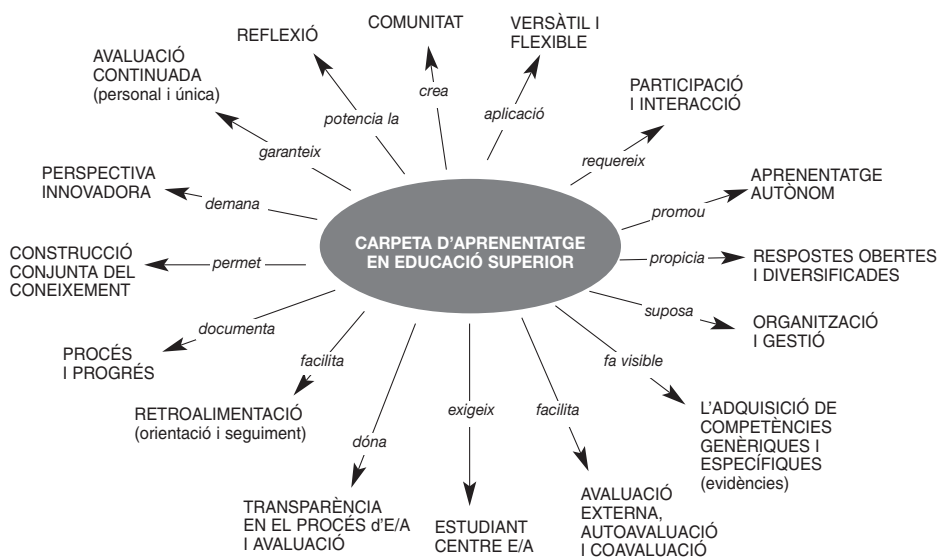 COMUNITAT
VERSÀTIL I
FLEXIBLE
REFLEXIÓ
AVALUACIÓ
CONTINUADA
(personal i única)
PARTICIPACIÓ
I INTERACCIÓ
crea
potencia la
aplicació
garanteix
requereix
PERSPECTIVA
INNOVADORA
demana
promou
APRENENTATGE
AUTÒNOM
CARPETA D'APRENENTATGE
EN EDUCACIÓ SUPERIOR
CONSTRUCCIÓ
CONJUNTA DEL
CONEIXEMENT
permet
propicia
RESPOSTES OBERTES
I DIVERSIFICADES
documenta
suposa
ORGANITZACIÓ
I GESTIÓ
PROCÉS
I PROGRÉS
facilita
fa visible
RETROALIMENTACIÓ
(orientació i seguiment)
dóna
exigeix
facilita
L'ADQUISICIÓ DE
COMPETÈNCIES
GENÈRIQUES I
ESPECÍFIQUES
(evidències)
TRANSPARÈNCIA
EN EL PROCÉS d'E/A
I AVALUACIÓ
ESTUDIANT
CENTRE E/A
AVALUACIÓ
EXTERNA,
AUTOAVALUACIÓ
I COAVALUACIÓ